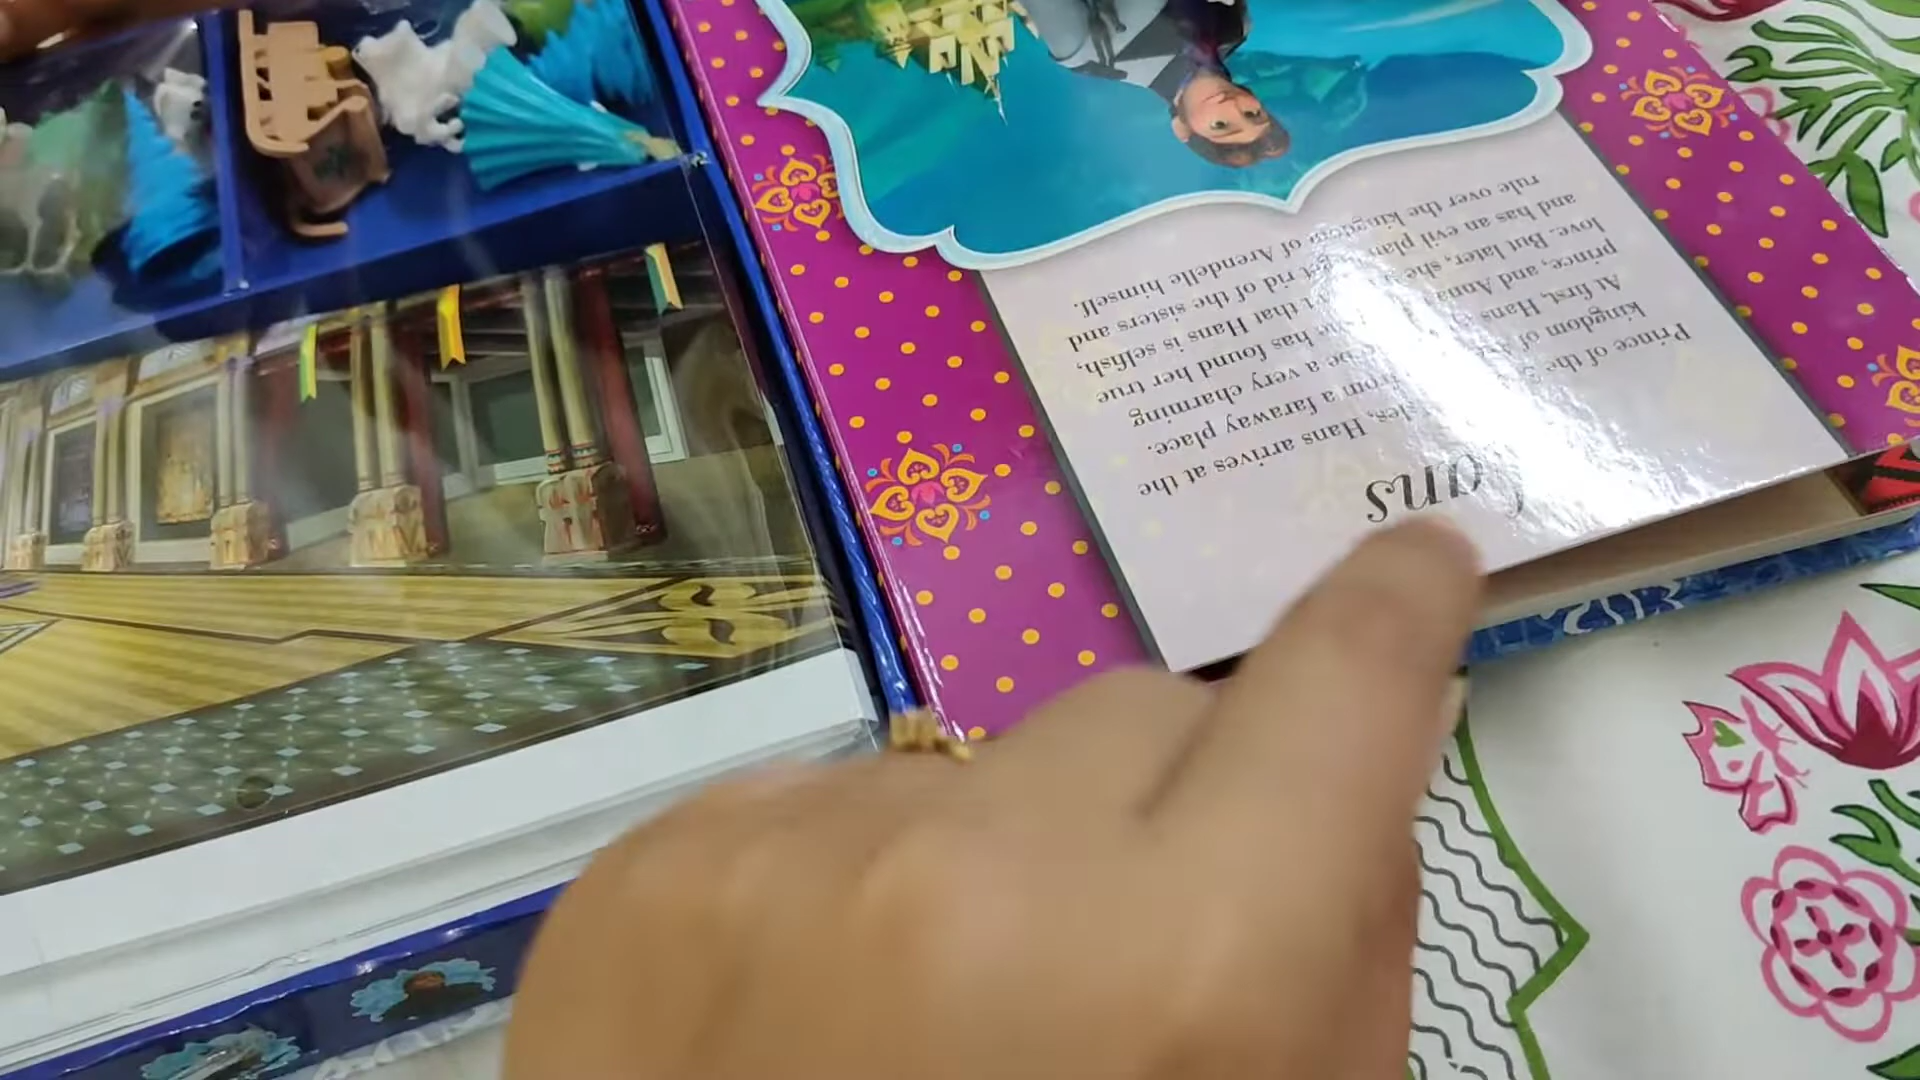 Hans
Prince of the Isles, Hans arrives at the
kingdom of from a faraway place.
At first, Hans be a very charming
prince, and Anna has found her true
love. But later, she that Hans is selfish,
and has an evil plan get rid of the sisters and
rule over the kingdom of Arendelle himself.